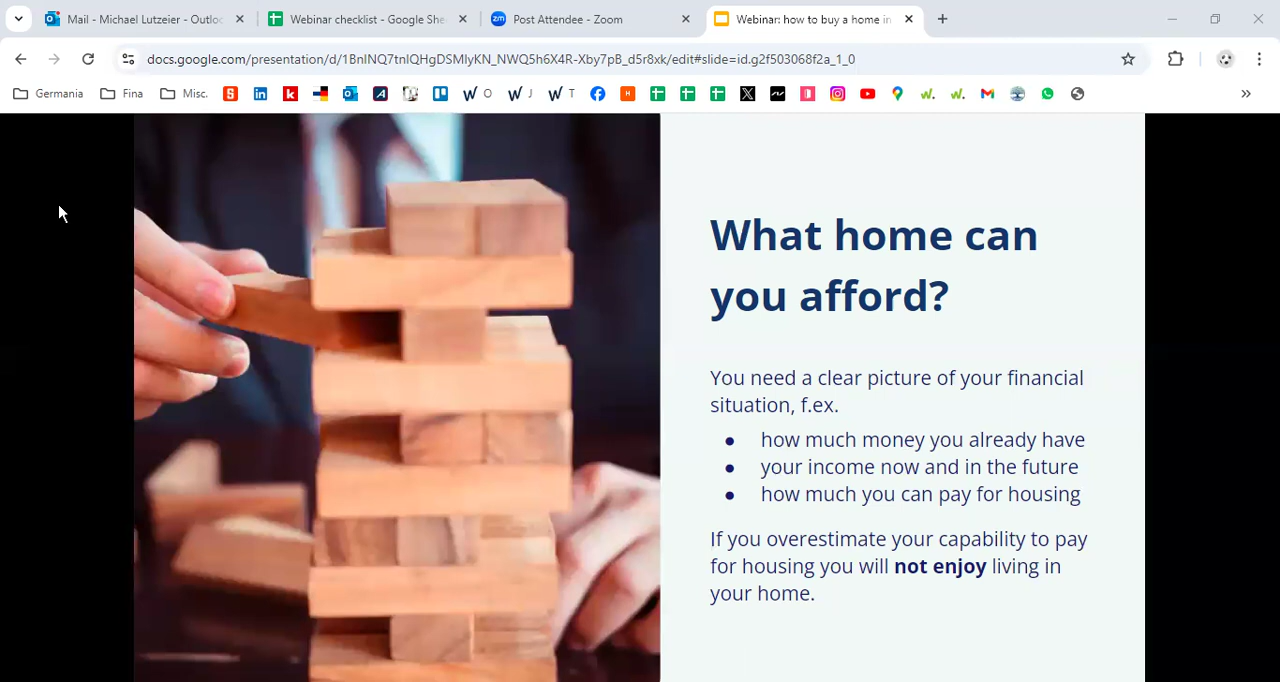 Mail - Michael Lutzeier - Outloo
Webinar checklist - Google She
Post Attendee - Zoom
Webinar: how to buy a home in
docs.google.com/presentation/d/1BnINQ7tnIQHgDSMIyKN_NWQ5h6X4R-Xby7pB_d5r8xk/edit#slide=id.g2f503068f2a_1_0
Germania Fina Misc. O J T
What home can
you afford?
You need a clear picture of your financial
situation, f.ex.
● how much money you already have
● your income now and in the future
● how much you can pay for housing
If you overestimate your capability to pay
for housing you will not enjoy living in
your home.